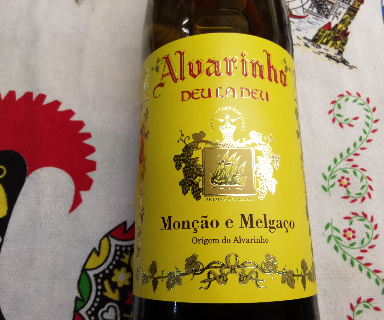 Alvarinho
DEU LA DEU
Monção e Melgaço
Origem do Alvarinho